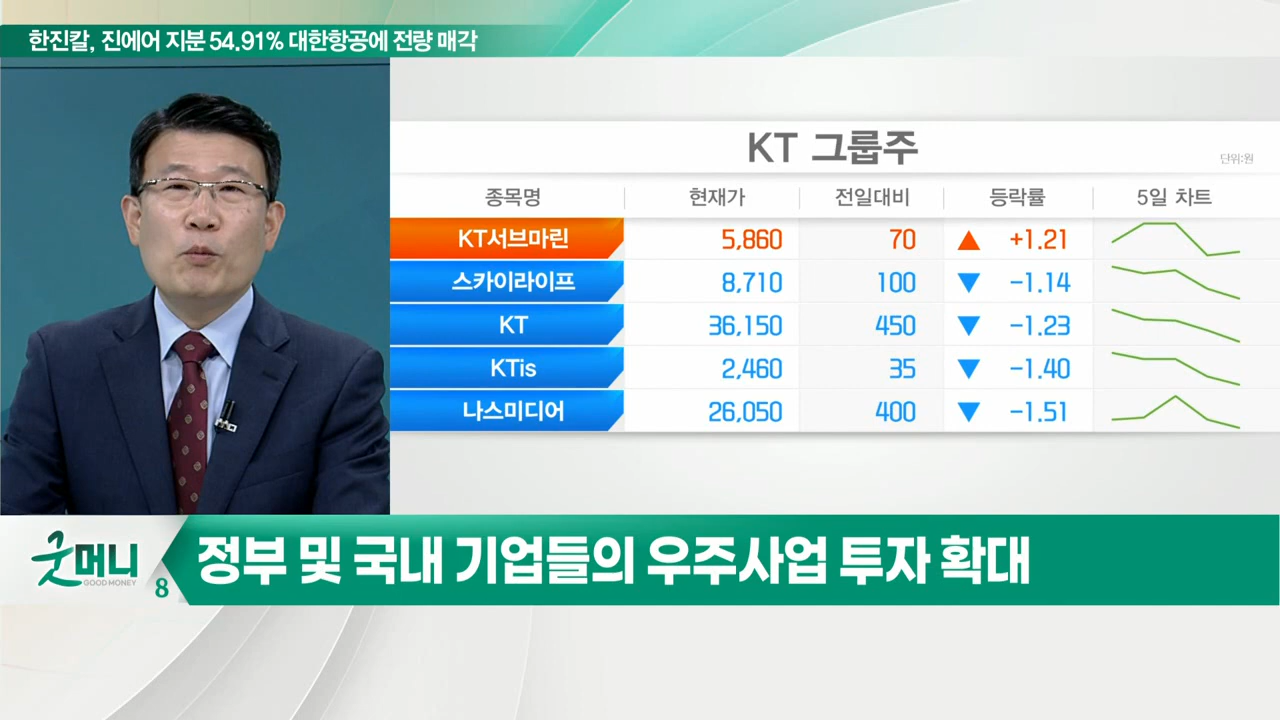 한진칼, 진에어 지분 54.91% 대한항공에 전량 매각
KT 그룹주
단위:원
종목명 현재가 전일대비 등락률 5일 차트
KT서브마린 5,860 70 ▲ +1.21
스카이라이프 8,710 100 ▼ -1.14
KT 36,150 450 ▼ -1.23
KTis 2,460 35 ▼ -1.40
나스미디어 26,050 400 ▼ -1.51
굿머니
GOOD MONEY
8
정부 및 국내 기업들의 우주사업 투자 확대